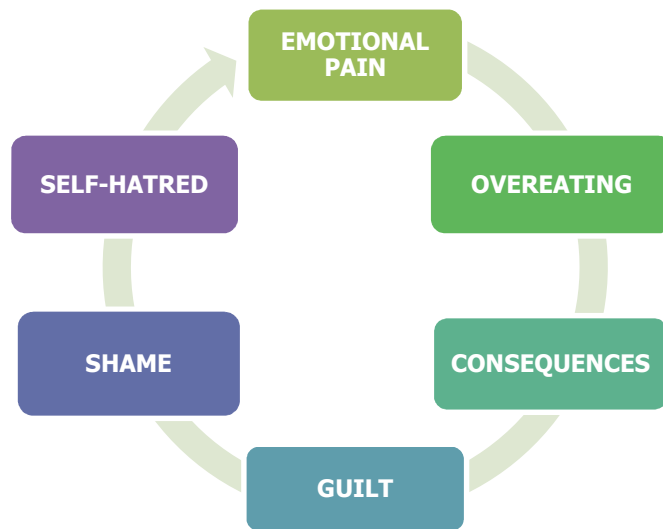 EMOTIONAL
PAIN
OVEREATING
CONSEQUENCES
GUILT
SHAME
SELF-HATRED